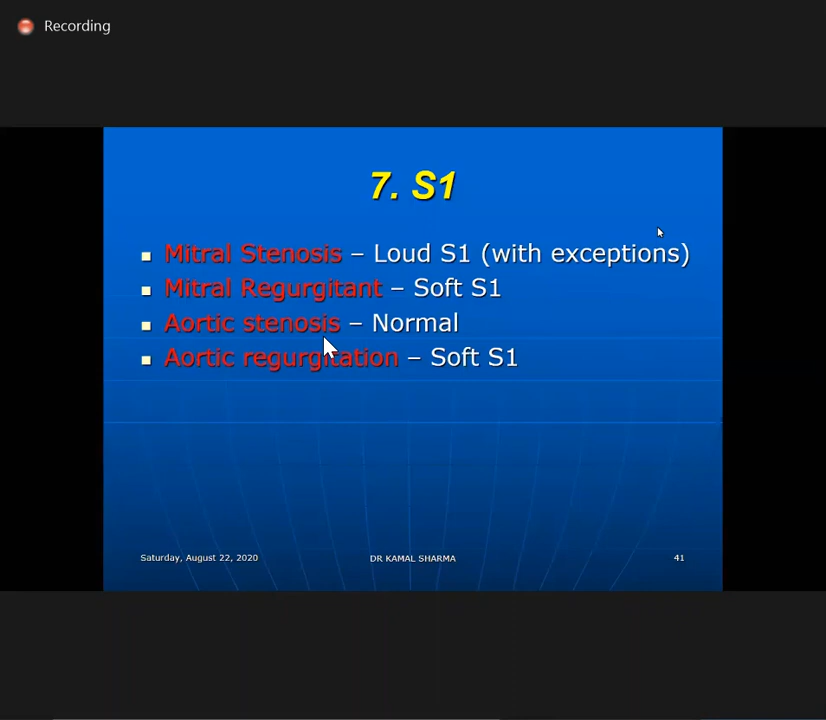 Recording
7. S1
Mitral Stenosis – Loud S1 (with exceptions)
Mitral Regurgitant – Soft S1
Aortic stenosis – Normal
Aortic regurgitation – Soft S1
Saturday, August 22, 2020 DR KAMAL SHARMA 41